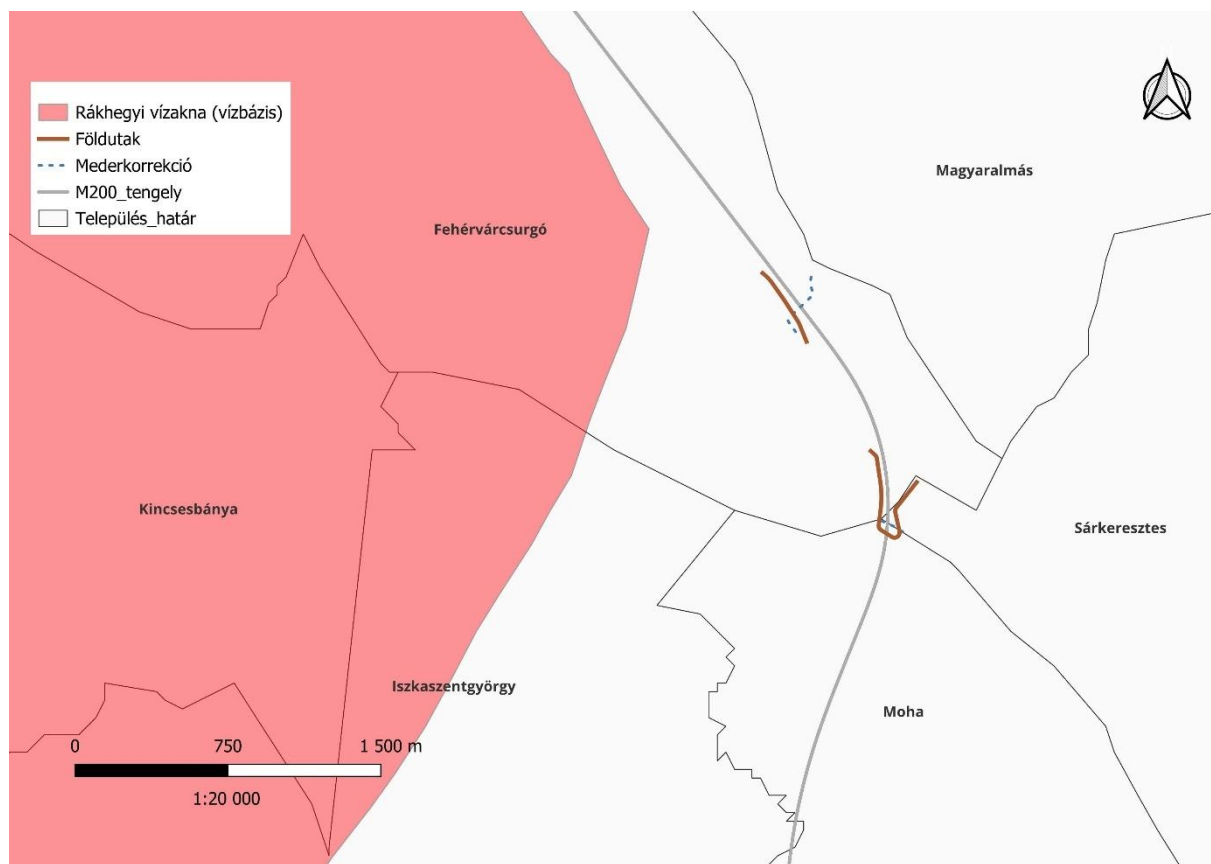 Rákhegyi vízakna (vízbázis)
Földutak
Mederkorrekció
M200_tengely
Település_határ
Magyaralmás
Fehérvárcsurgó
Kincsesbánya
Sárkeresztes
Iszkaszentgyörgy
Moha
0 750 1 500 m
1:20 000